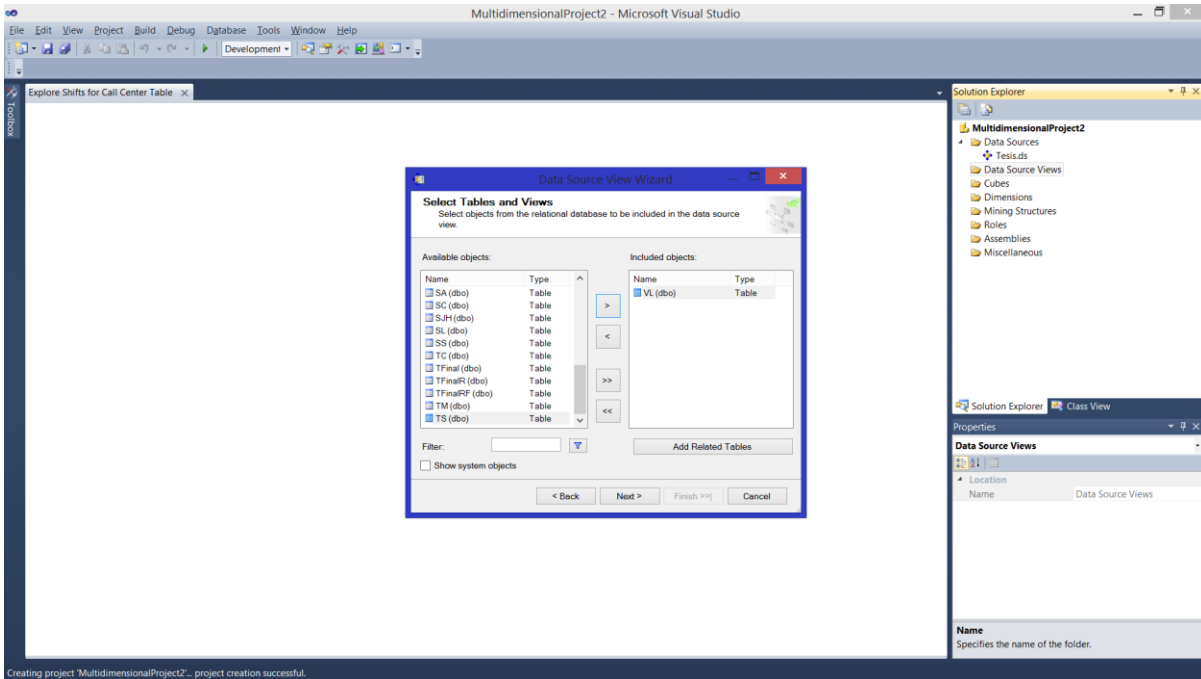 MultidimensionalProject2 - Microsoft Visual Studio
File Edit View Project Build Debug Database Tools Window Help
Development
Toolbox
Explore Shifts for Call Center Table
Solution Explorer
MultidimensionalProject2
Data Sources
Tesis.ds
Data Source Views
Cubes
Dimensions
Mining Structures
Roles
Assemblies
Miscellaneous
Data Source View Wizard
Select Tables and Views
Select objects from the relational database to be included in the data source
view.
Available objects:
Included objects:
Name Type
Name Type
SA (dbo) Table
VL (dbo) Table
SC (dbo) Table
SJH (dbo) Table
SL (dbo) Table
SS (dbo) Table
TC (dbo) Table
TFinal (dbo) Table
TFinalR (dbo) Table
TFinalRF (dbo) Table
TM (dbo) Table
TS (dbo) Table
>
<
>>
<<
Filter:
Add Related Tables
Show system objects
< Back Next > Finish >>| Cancel
Solution Explorer Class View
Properties
Data Source Views
Location
Name Data Source Views
Name
Specifies the name of the folder.
Creating project 'MultidimensionalProject2'... project creation successful.